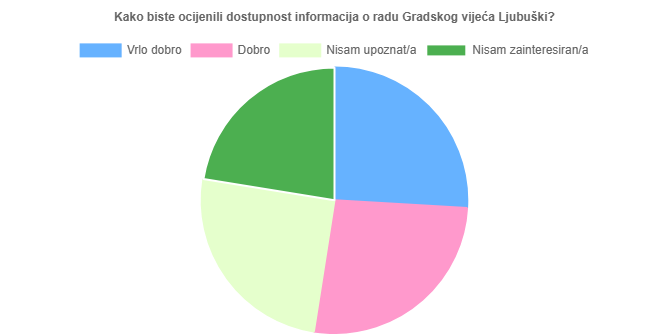 Kako biste ocijenili dostupnost informacija o radu Gradskog vijeća Ljubuški?
Vrlo dobro Dobro Nisam upoznat/a Nisam zainteresiran/a